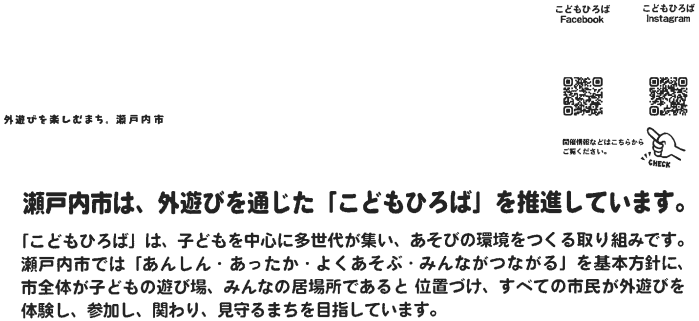 こどもひろば
Facebook
こどもひろば
Instagram
外遊びを楽しむまち、瀬戸内市
開催情報などはこちらから
ご覧ください。
CHECK
瀬戸内市は、外遊びを通じた「こどもひろば」を推進しています。
「こどもひろば」は、子どもを中心に多世代が集い、あそびの環境をつくる取り組みです。
瀬戸内市では「あんしん・あったか・よくあそぶ・みんながつながる」を基本方針に、
市全体が子どもの遊び場、みんなの居場所であると 位置づけ、すべての市民が外遊びを
体験し、参加し、関わり、見守るまちを目指しています。